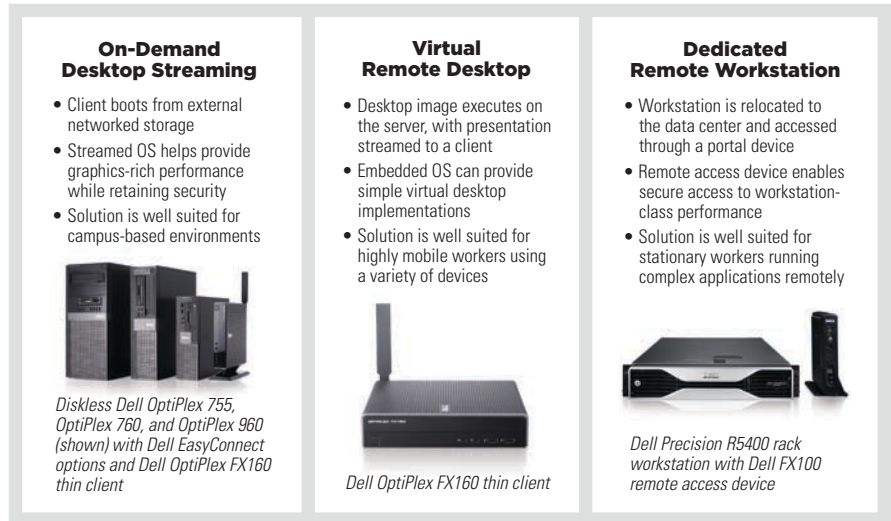 On-Demand
Desktop Streaming
• Client boots from external
networked storage
• Streamed OS helps provide
graphics-rich performance
while retaining security
• Solution is well suited for
campus-based environments
Diskless Dell OptiPlex 755,
OptiPlex 760, and OptiPlex 960
(shown) with Dell EasyConnect
options and Dell OptiPlex FX160
thin client
Virtual
Remote Desktop
• Desktop image executes on
the server, with presentation
streamed to a client
• Embedded OS can provide
simple virtual desktop
implementations
• Solution is well suited for
highly mobile workers using
a variety of devices
OPTIPLEX FX160
Dell OptiPlex FX160 thin client
Dedicated
Remote Workstation
• Workstation is relocated to
the data center and accessed
through a portal device
• Remote access device enables
secure access to workstation-
class performance
• Solution is well suited for
stationary workers running
complex applications remotely
Dell Precision R5400 rack
workstation with Dell FX100
remote access device